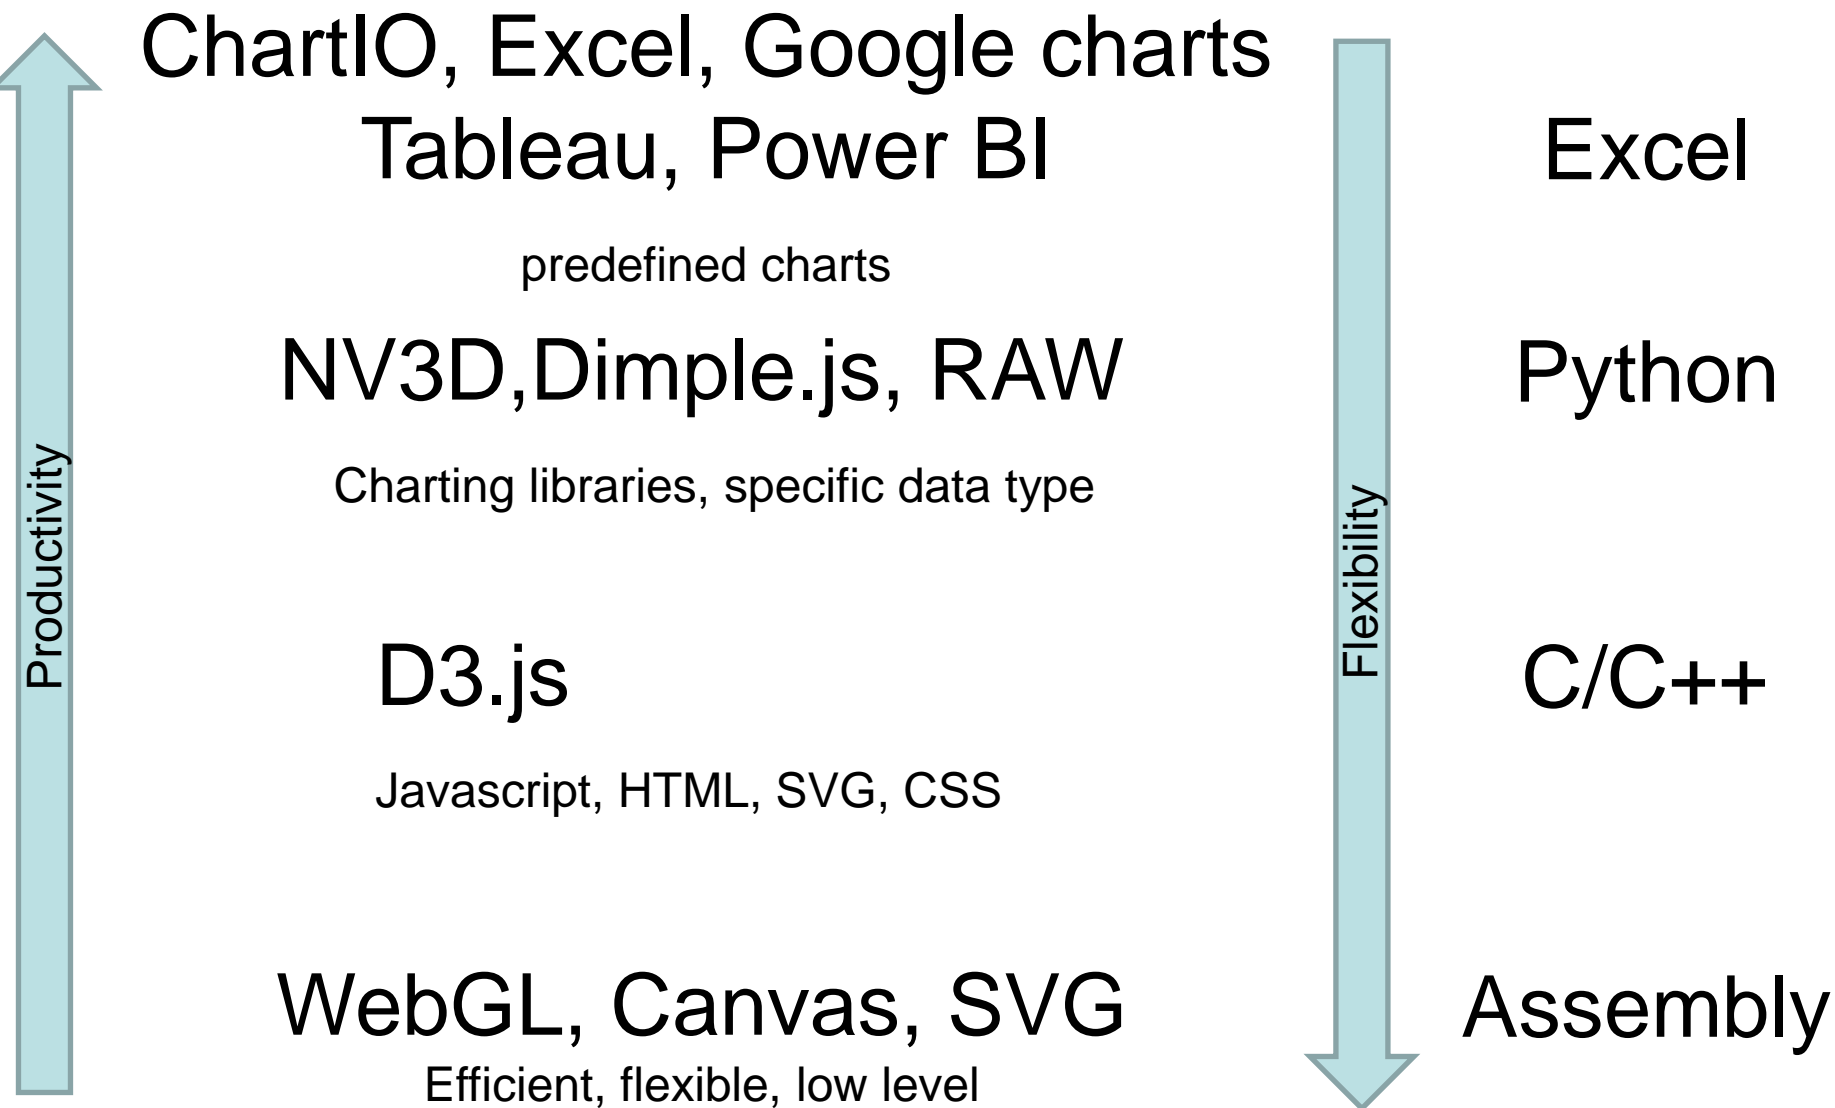 ChartIO, Excel, Google charts
Tableau, Power BI
Excel
predefined charts
NV3D,Dimple.js, RAW
Python
Charting libraries, specific data type
Productivity
Flexibility
D3.js
C/C++
Javascript, HTML, SVG, CSS
WebGL, Canvas, SVG
Assembly
Efficient, flexible, low level